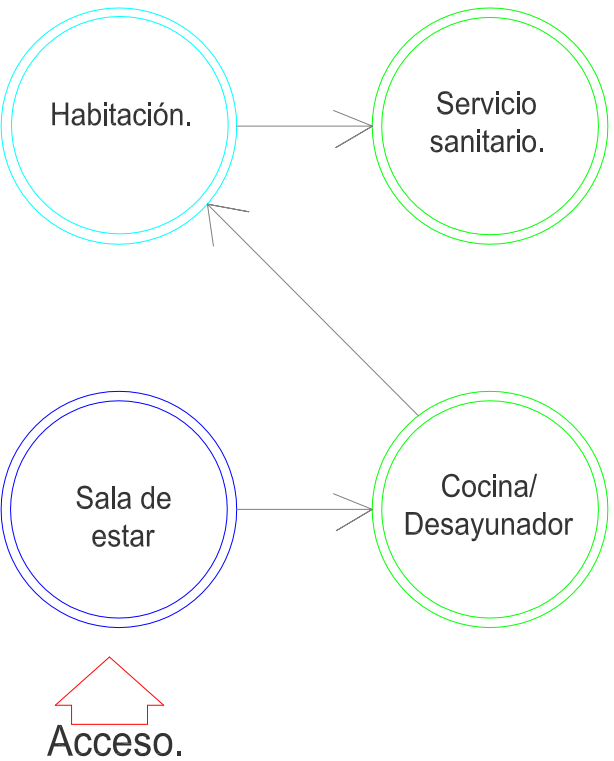 Habitación.
Servicio
sanitario.
Sala de
estar
Cocina/
Desayunador
Acceso.